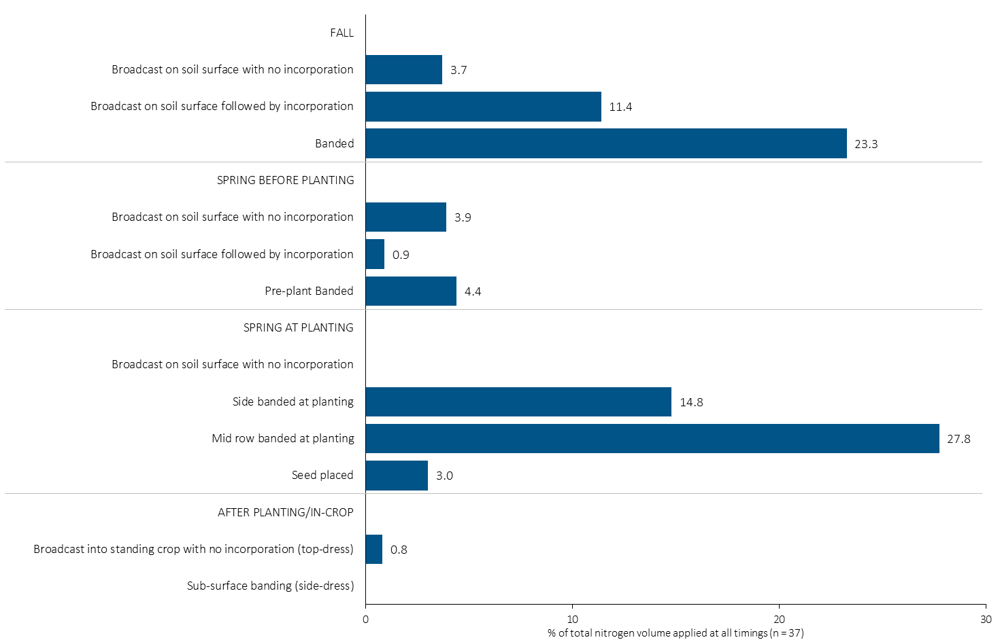 FALL
Broadcast on soil surface with no incorporation 3.7
Broadcast on soil surface followed by incorporation 11.4
Banded 23.3
SPRING BEFORE PLANTING
Broadcast on soil surface with no incorporation 3.9
Broadcast on soil surface followed by incorporation 0.9
Pre-plant Banded 4.4
SPRING AT PLANTING
Broadcast on soil surface with no incorporation
Side banded at planting 14.8
Mid row banded at planting 27.8
Seed placed 3.0
AFTER PLANTING/IN-CROP
Broadcast into standing crop with no incorporation (top-dress) 0.8
Sub-surface banding (side-dress)
0 10 20 30
% of total nitrogen volume applied at all timings (n = 37)